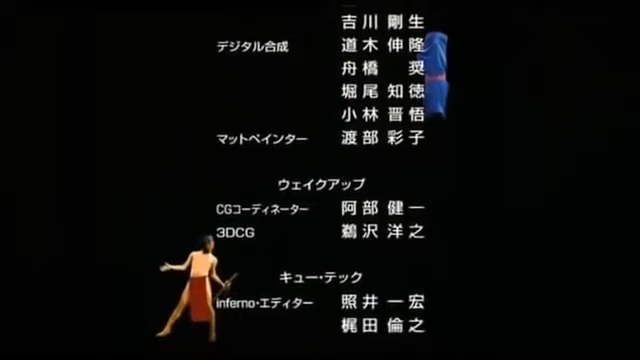 吉川 剛生
デジタル合成 道木 伸隆
舟橋 奨
堀尾 知徳
小林 晋悟
マットペインター 渡部 彩子
ウェイクアップ
CGコーディネーター 阿部 健一
3DCG 鵜沢 洋之
キュー・テック
inferno・エディター 照井 一宏
梶田 倫之